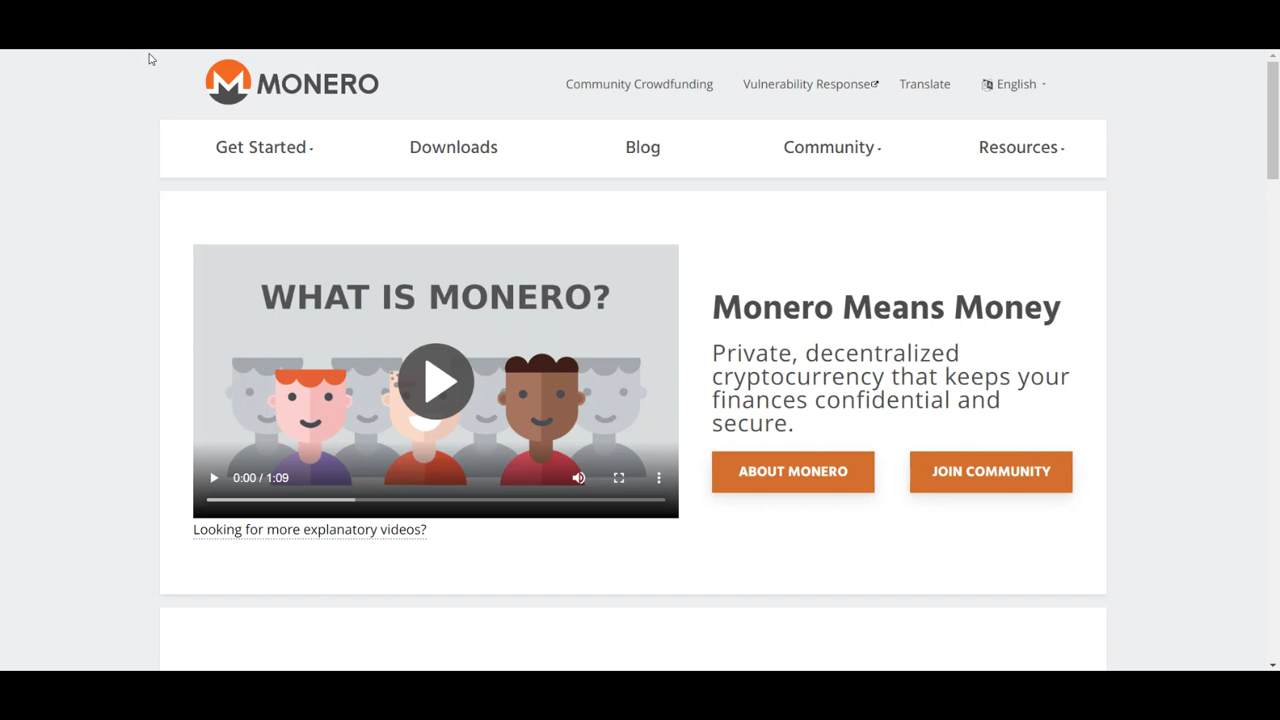 MONERO
Community Crowdfunding
Vulnerability Response
Translate
English
Get Started
Downloads
Blog
Community
Resources
WHAT IS MONERO?
0:00 / 1:09
Looking for more explanatory videos?
Monero Means Money
Private, decentralized
cryptocurrency that keeps your
finances confidential and
secure.
ABOUT MONERO
JOIN COMMUNITY